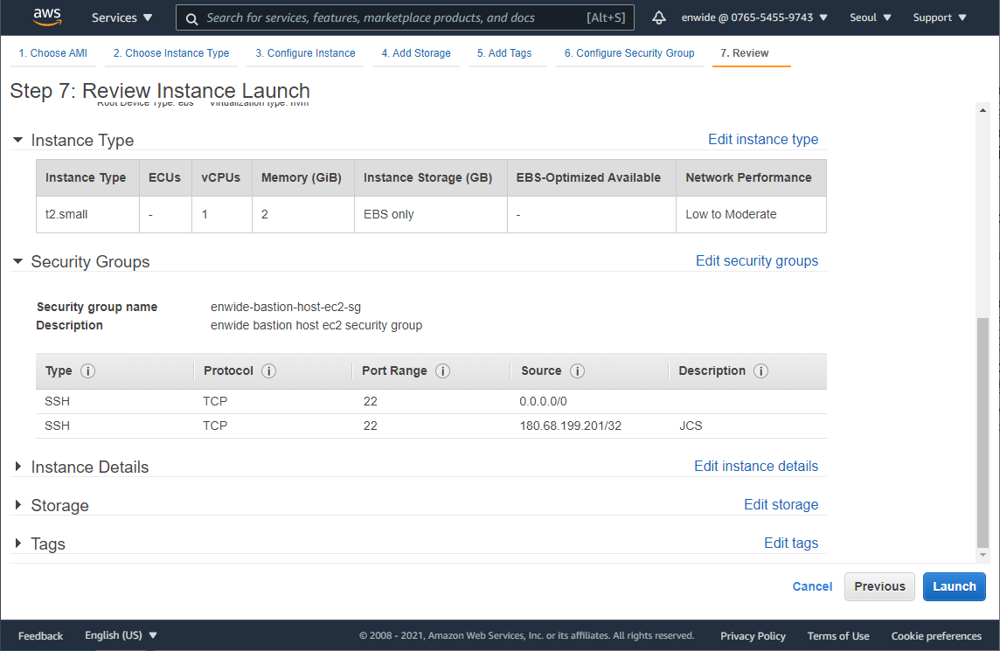 aws Services Search for services, features, marketplace products, and docs [Alt+S] enwide @ 0765-5455-9743 Seoul Support
1. Choose AMI 2. Choose Instance Type 3. Configure Instance 4. Add Storage 5. Add Tags 6. Configure Security Group 7. Review
Step 7: Review Instance Launch
Root Device Type: ebs Virtualization type: hvm
Instance Type Edit instance type
Instance Type ECUs vCPUs Memory (GiB) Instance Storage (GB) EBS-Optimized Available Network Performance
t2.small - 1 2 EBS only - Low to Moderate
Security Groups Edit security groups
Security group name enwide-bastion-host-ec2-sg
Description enwide bastion host ec2 security group
Type i Protocol i Port Range i Source i Description i
SSH TCP 22 0.0.0.0/0
SSH TCP 22 180.68.199.201/32 JCS
Instance Details Edit instance details
Storage Edit storage
Tags Edit tags
Cancel Previous Launch
Feedback English (US) © 2008 - 2021, Amazon Web Services, Inc. or its affiliates. All rights reserved. Privacy Policy Terms of Use Cookie preferences